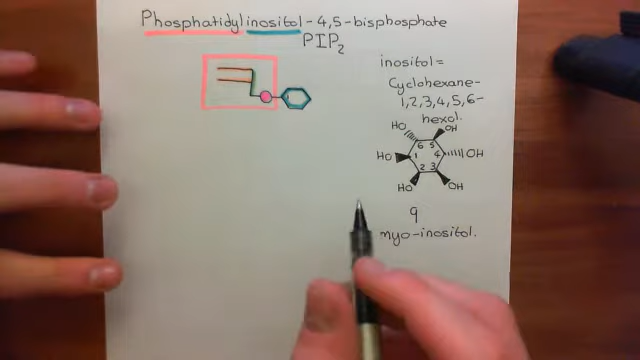 Phosphatidylinositol-4,5-bisphosphate
PIP2
inositol =
Cyclohexane-
1,2,3,4,5,6-
hexol.
HO
OH
6 5
HO 1 4 OH
2 3
HO
OH
9
myo-inositol.